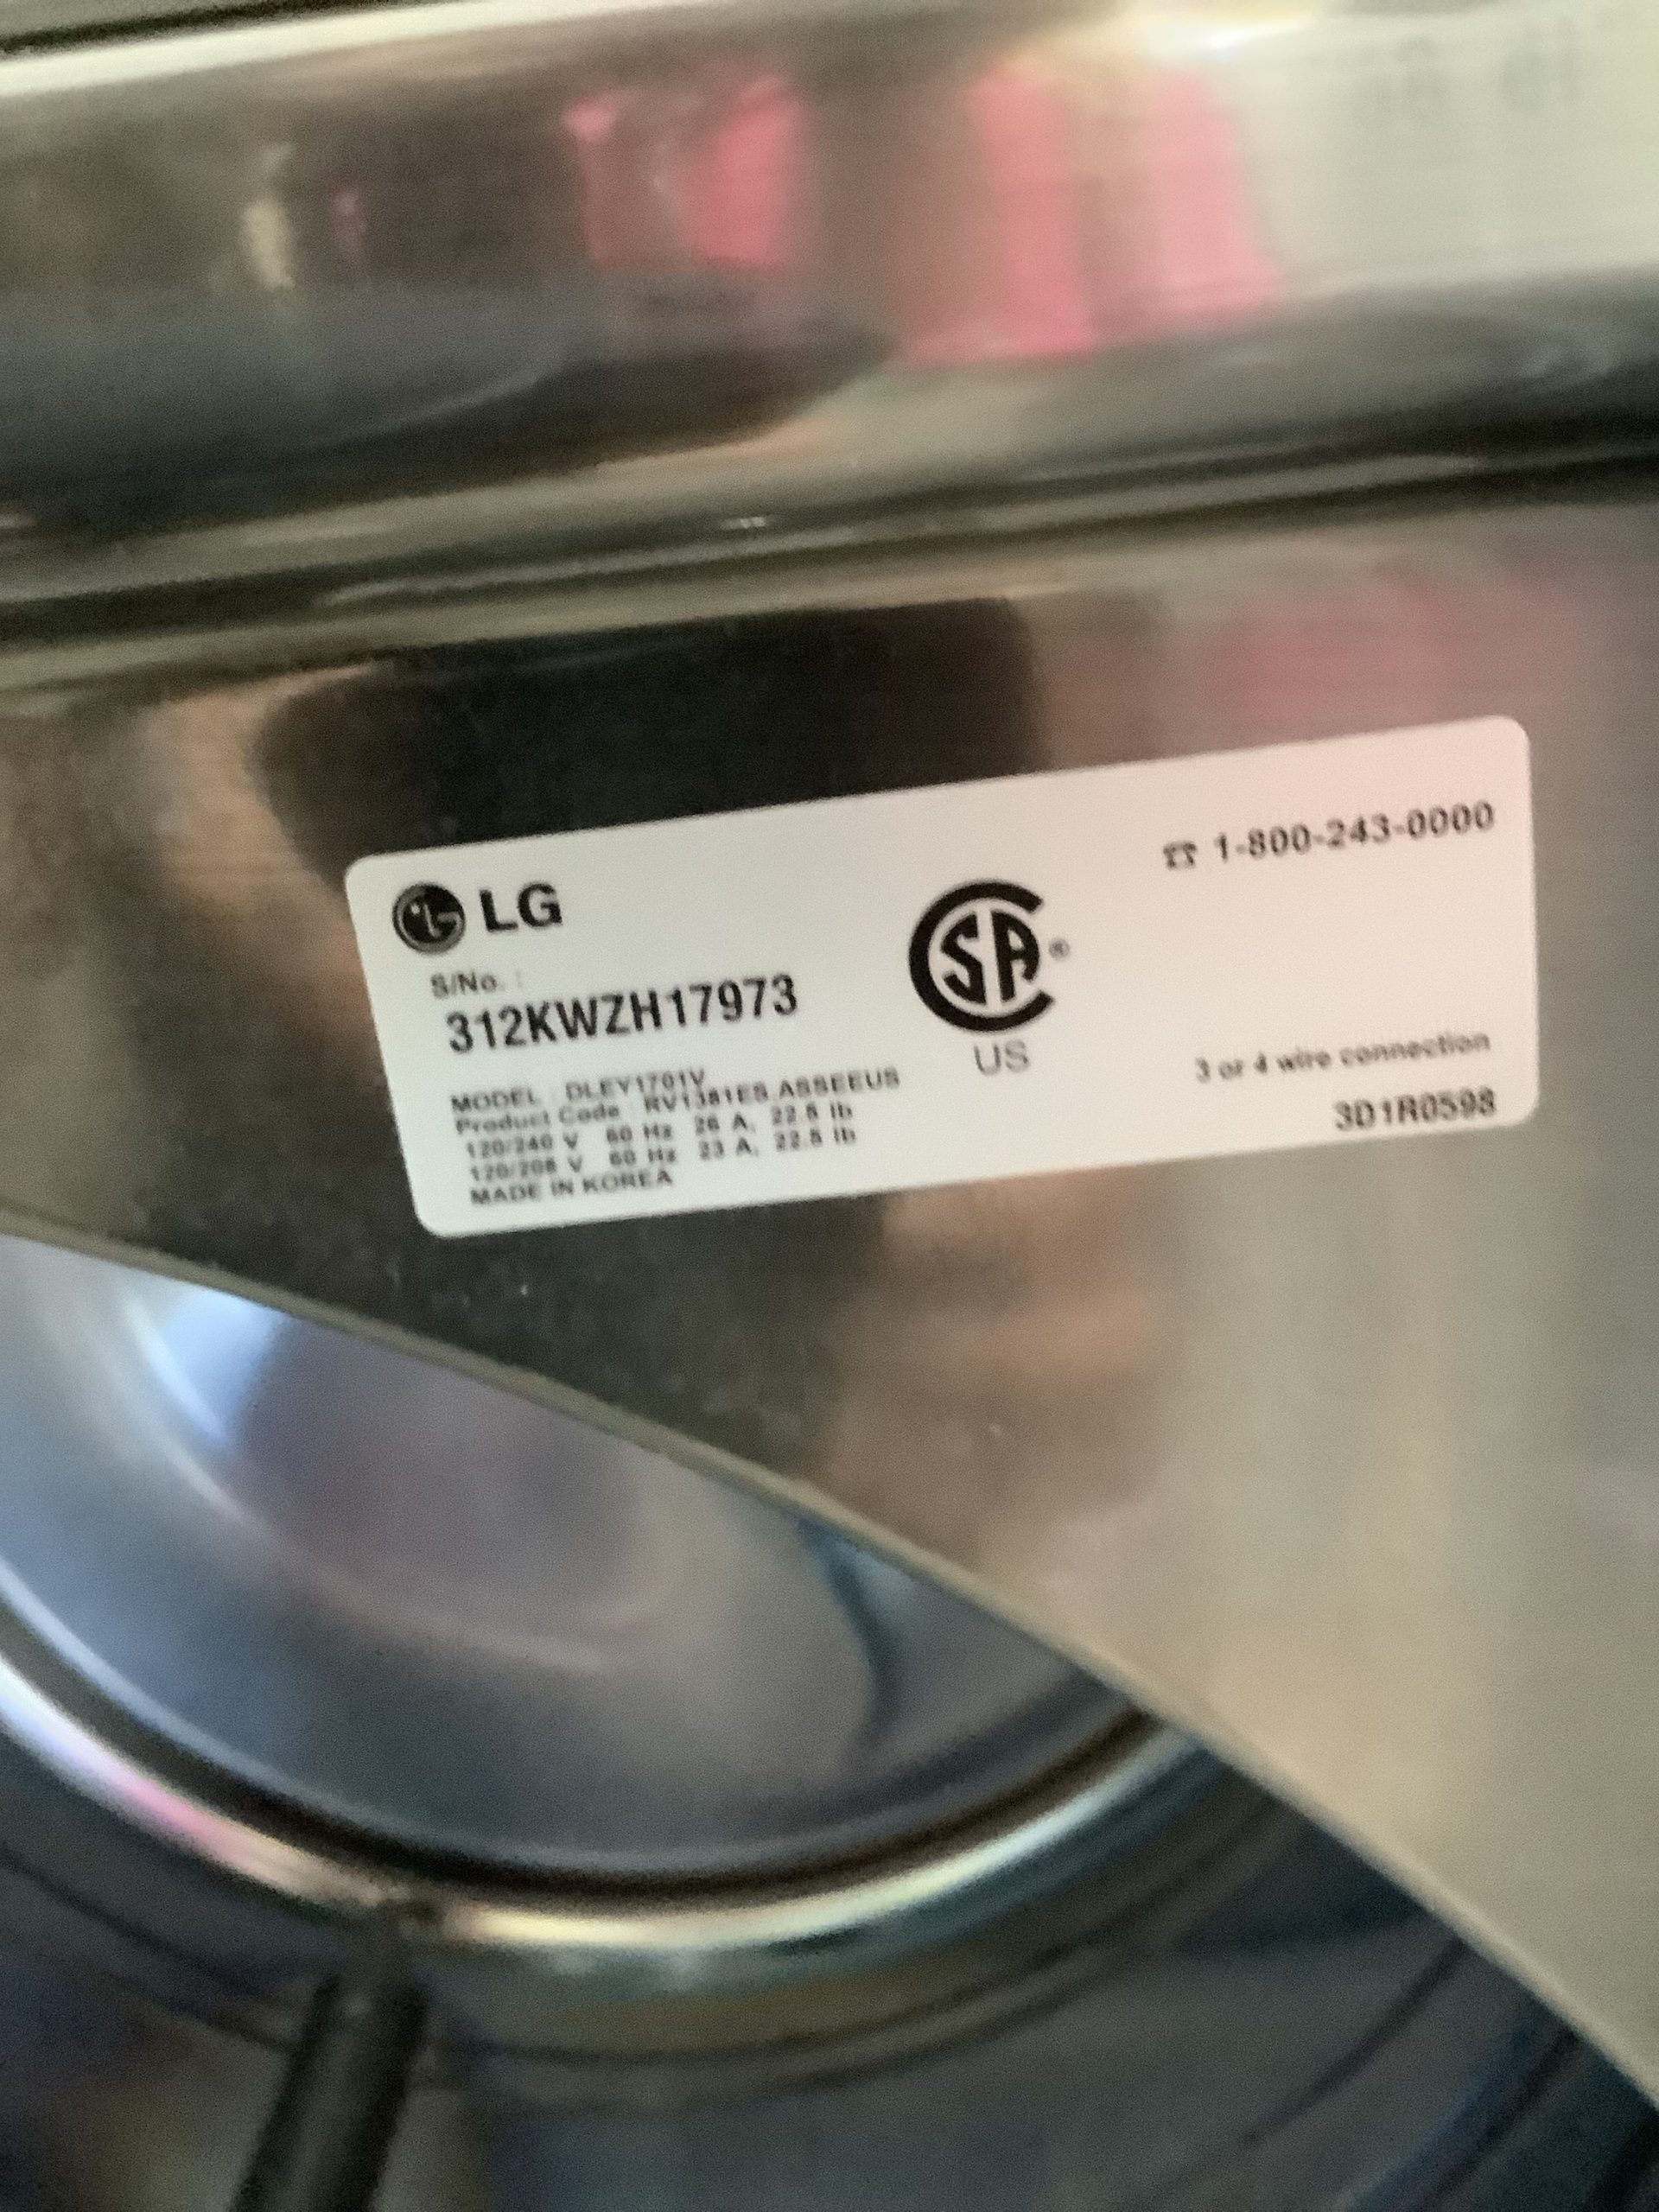 LG
1-800-243-0000
S/No. :
312KWZH17973
SA ®
US
MODEL : DLEY1701V
Product Code : RV1381ES.ASSEEUS
120/240 V 60 Hz 26 A, 22.5 lb
120/208 V 60 Hz 23 A, 22.5 lb
MADE IN KOREA
3 or 4 wire connection
3D1R0598